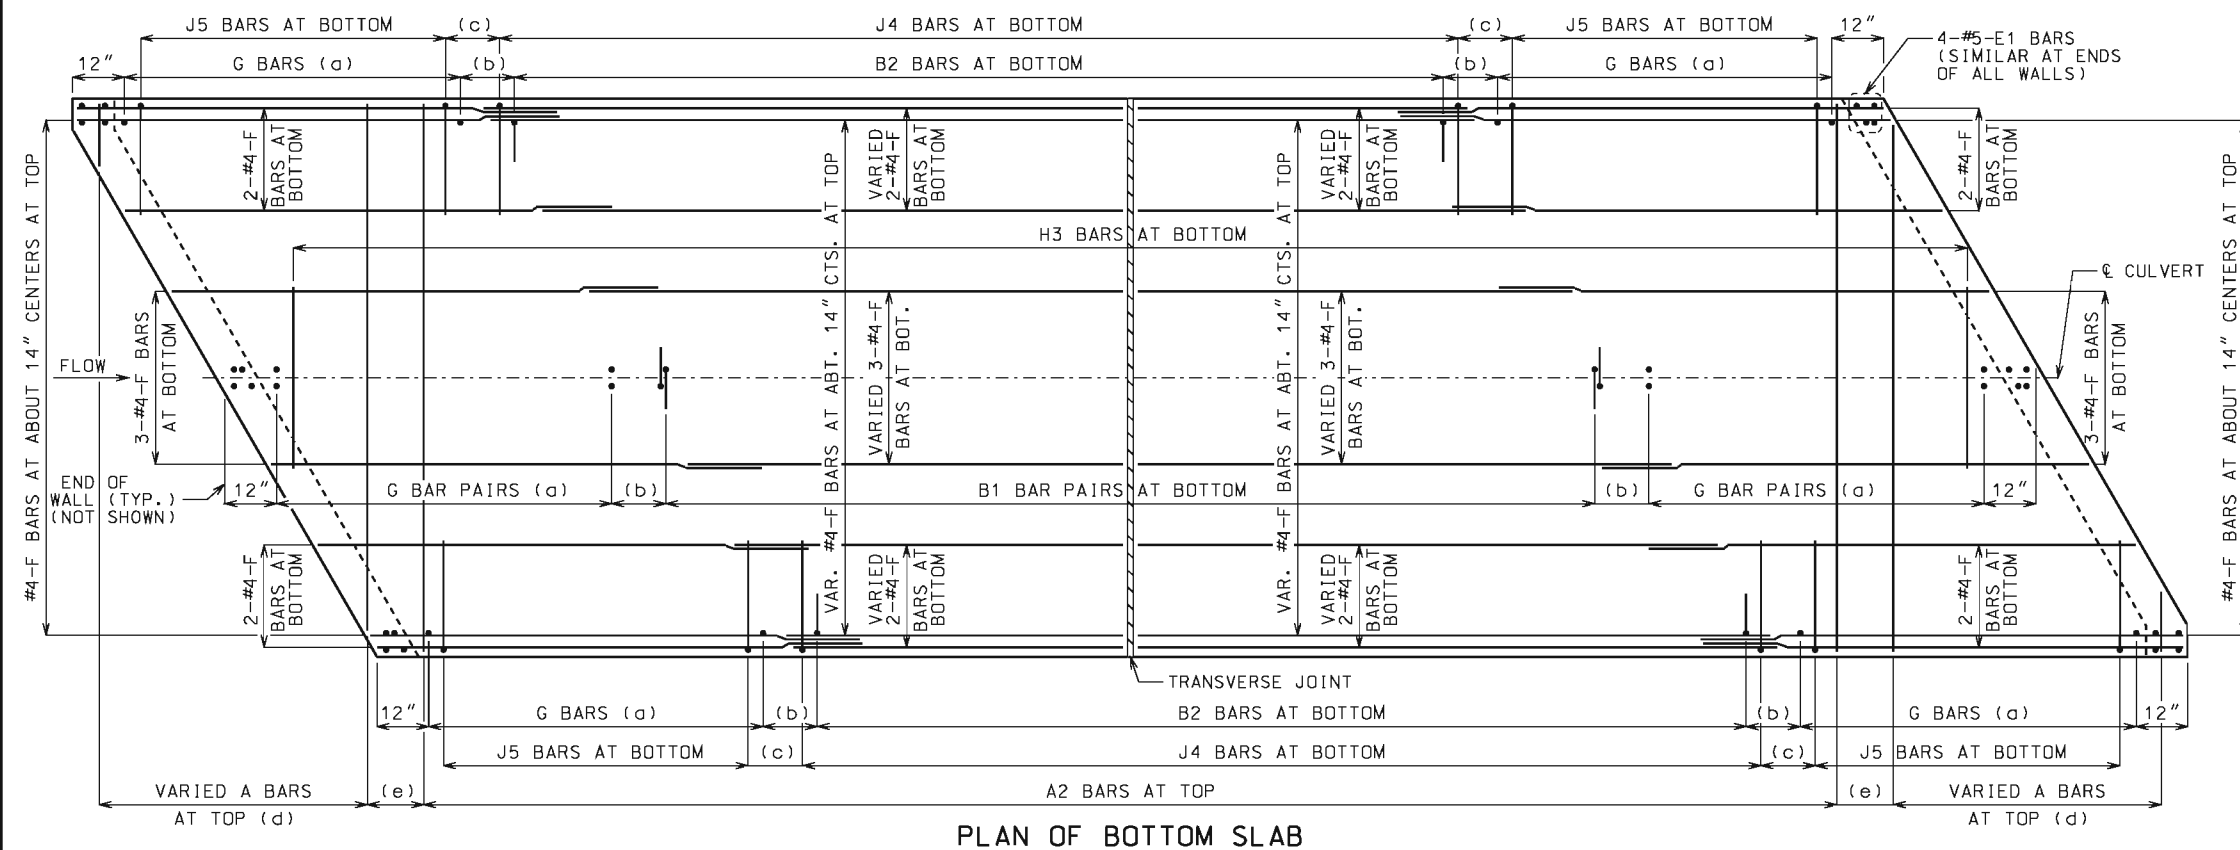 J5 BARS AT BOTTOM
(c)
J4 BARS AT BOTTOM
(c)
J5 BARS AT BOTTOM
12"
4-#5-E1 BARS
(SIMILAR AT ENDS
OF ALL WALLS)
12"
G BARS (a)
(b)
B2 BARS AT BOTTOM
(b)
G BARS (a)
#4-F BARS AT ABOUT 14" CENTERS AT TOP
2-#4-F
BARS AT
BOTTOM
VARIED
2-#4-F
BARS AT
BOTTOM
VAR. #4-F BARS AT ABT. 14" CTS. AT TOP
VAR. #4-F BARS AT ABT. 14" CTS. AT TOP
VARIED
2-#4-F
BARS AT
BOTTOM
2-#4-F
BARS AT
BOTTOM
#4-F BARS AT ABOUT 14" CENTERS AT TOP
H3 BARS AT BOTTOM
℄ CULVERT
FLOW
3-#4-F BARS
AT BOTTOM
VARIED 3-#4-F
BARS AT BOT.
VARIED 3-#4-F
BARS AT BOT.
3-#4-F BARS
AT BOTTOM
END OF
WALL (TYP.)
(NOT SHOWN)
12"
G BAR PAIRS (a)
(b)
B1 BAR PAIRS AT BOTTOM
(b)
G BAR PAIRS (a)
12"
2-#4-F
BARS AT
BOTTOM
VARIED
2-#4-F
BARS AT
BOTTOM
VARIED
2-#4-F
BARS AT
BOTTOM
2-#4-F
BARS AT
BOTTOM
TRANSVERSE JOINT
12"
G BARS (a)
(b)
B2 BARS AT BOTTOM
(b)
G BARS (a)
12"
J5 BARS AT BOTTOM
(c)
J4 BARS AT BOTTOM
(c)
J5 BARS AT BOTTOM
VARIED A BARS
AT TOP (d)
(e)
A2 BARS AT TOP
(e)
VARIED A BARS
AT TOP (d)
PLAN OF BOTTOM SLAB